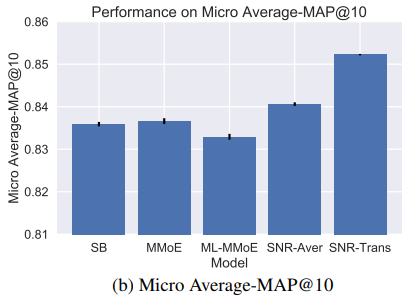 Performance on Micro Average-MAP@10
Micro Average-MAP@10
0.86
0.85
0.84
0.83
0.82
0.81
SB MMoE ML-MMoE SNR-Aver SNR-Trans
Model
(b) Micro Average-MAP@10